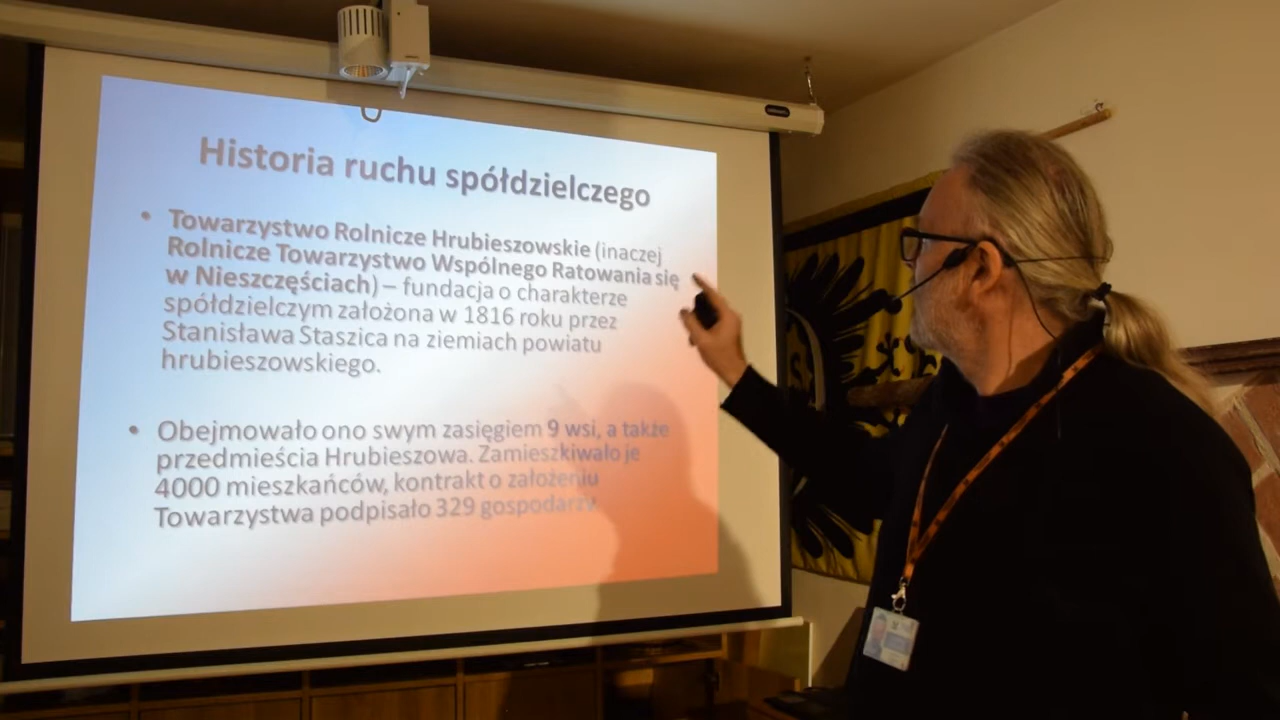 Historia ruchu spółdzielczego
• Towarzystwo Rolnicze Hrubieszowskie (inaczej
Rolnicze Towarzystwo Wspólnego Ratowania się
w Nieszczęściach) – fundacja o charakterze
spółdzielczym założona w 1816 roku przez
Stanisława Staszica na ziemiach powiatu
hrubieszowskiego.
• Obejmowało ono swym zasięgiem 9 wsi, a także
przedmieścia Hrubieszowa. Zamieszkiwało je
4000 mieszkańców, kontrakt o założeniu
Towarzystwa podpisało 329 gospodarzy.